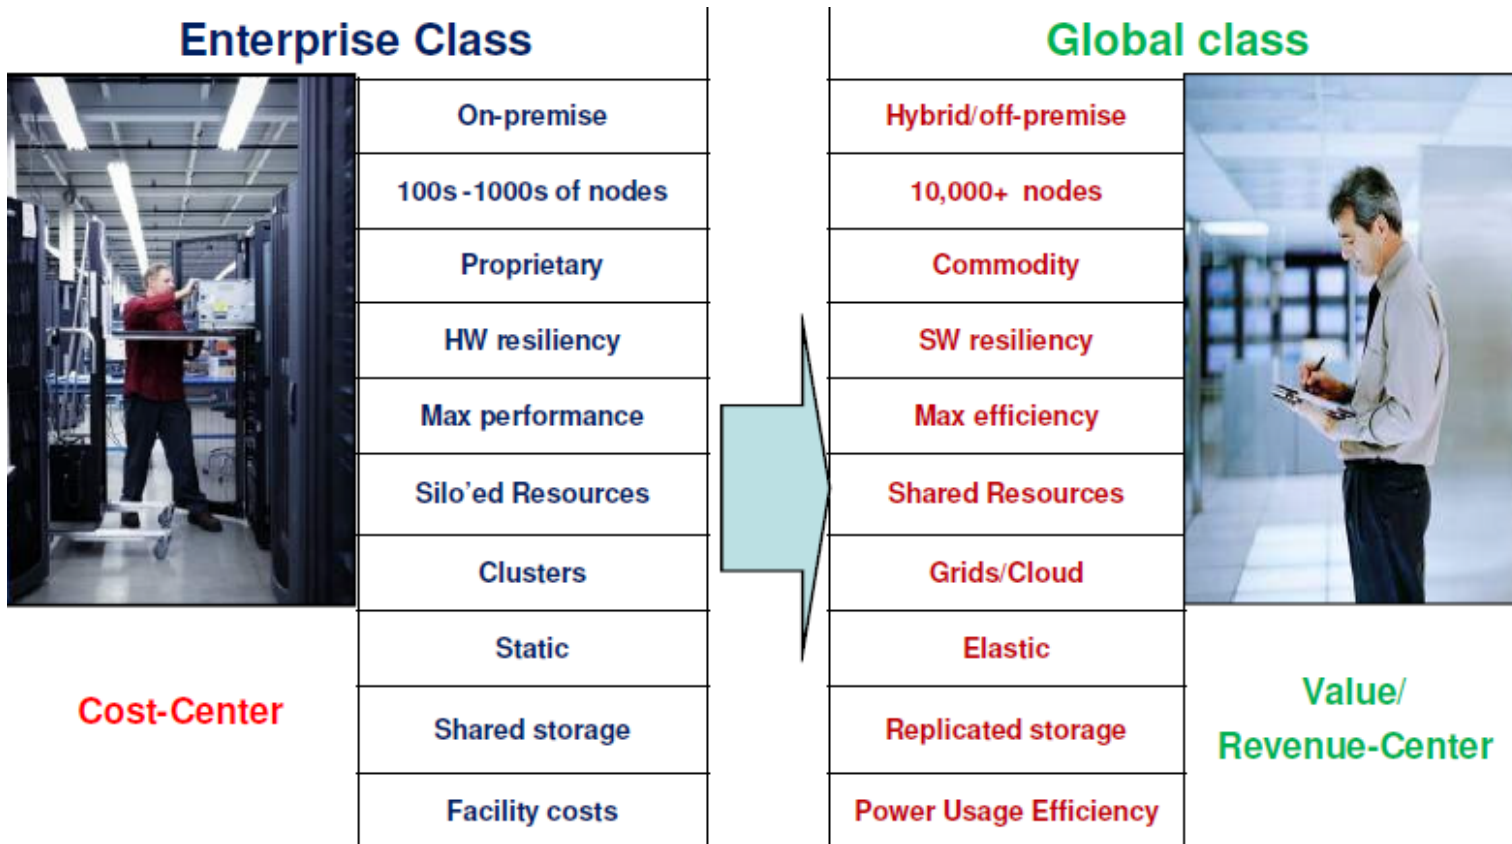 Enterprise Class
Global class
On-premise
Hybrid/off-premise
100s-1000s of nodes
10,000+ nodes
Proprietary
Commodity
HW resiliency
SW resiliency
Max performance
Max efficiency
Silo'ed Resources
Shared Resources
Clusters
Grids/Cloud
Static
Elastic
Cost-Center
Value/
Revenue-Center
Shared storage
Replicated storage
Facility costs
Power Usage Efficiency